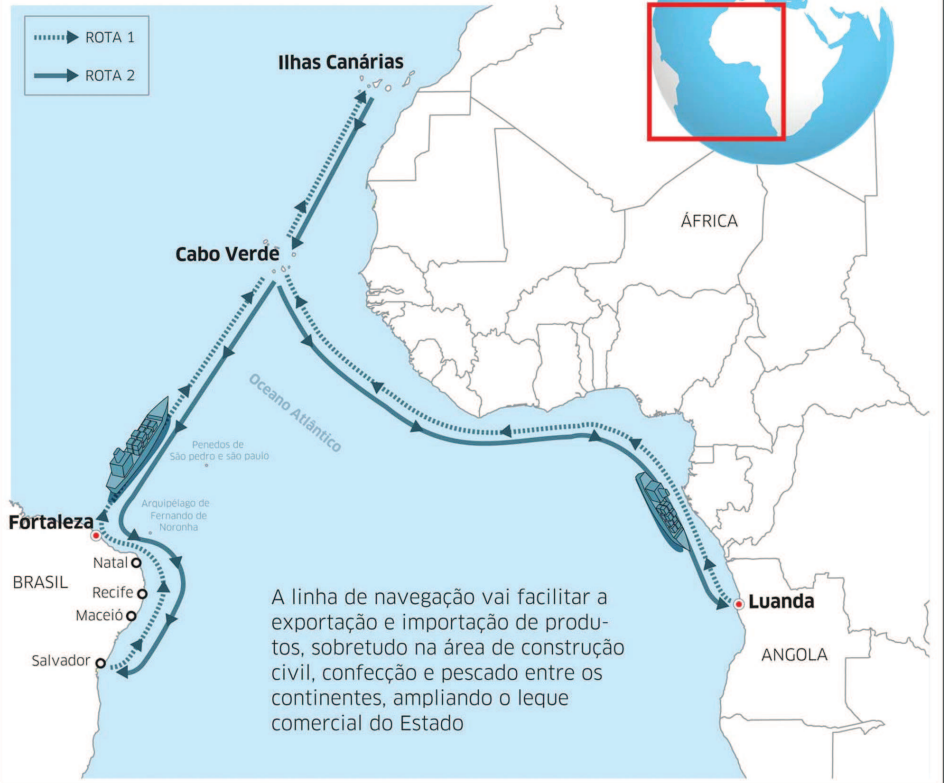 ROTA 1
ROTA 2
Ilhas Canárias
ÁFRICA
Cabo Verde
Oceano Atlântico
Penedos de
São pedro e são paulo
Arquipélago de
Fernando de
Noronha
Fortaleza
Natal
BRASIL
Recife
Maceió
Salvador
Luanda
ANGOLA
A linha de navegação vai facilitar a
exportação e importação de produ-
tos, sobretudo na área de construção
civil, confecção e pescado entre os
continentes, ampliando o leque
comercial do Estado